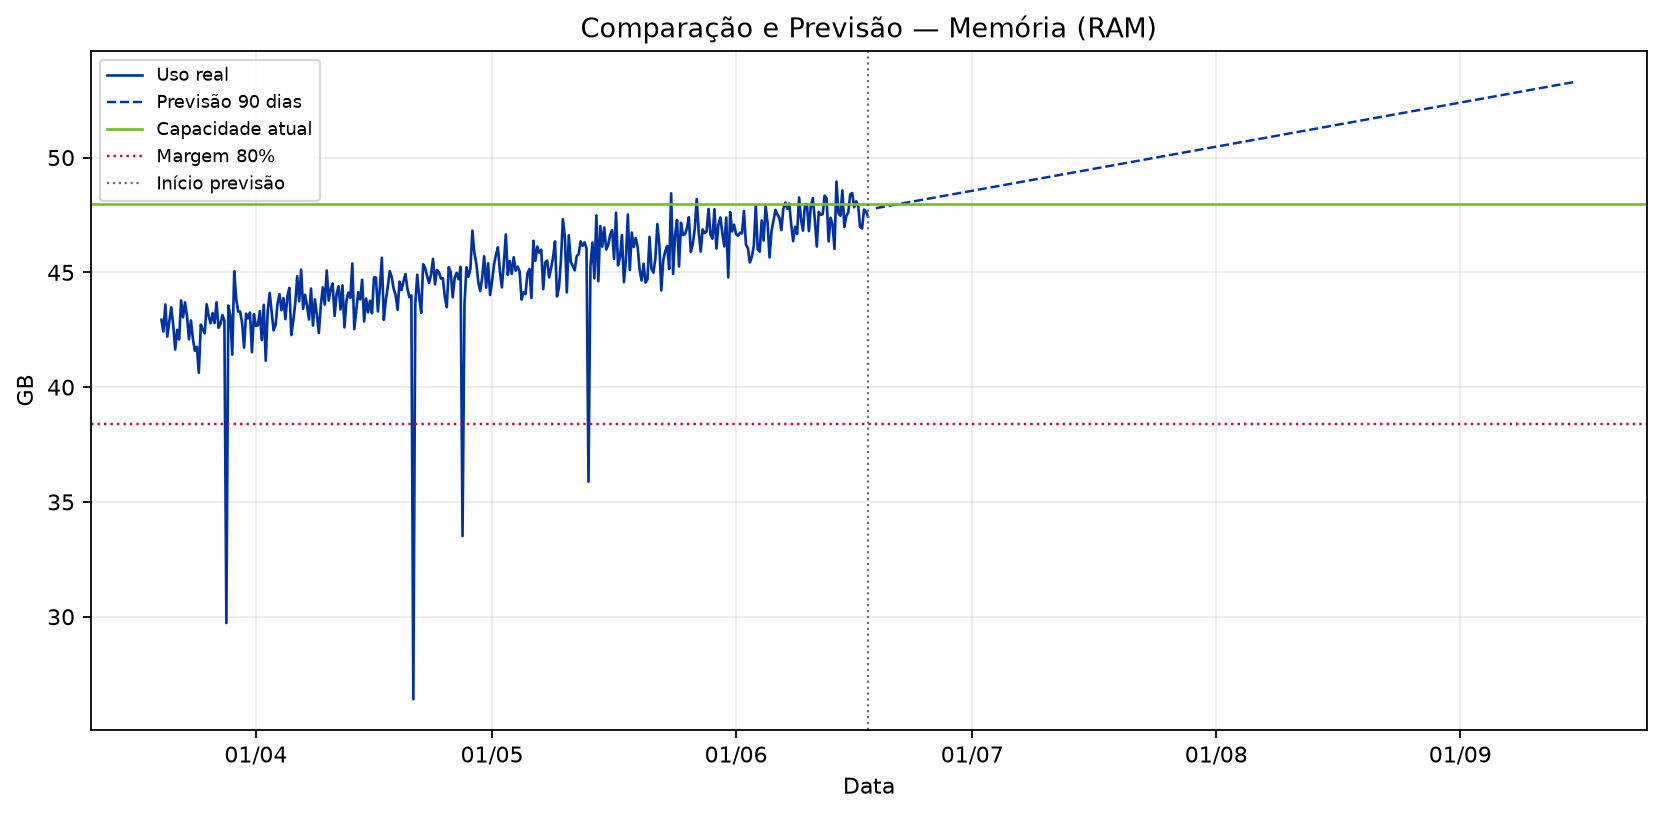 Comparação e Previsão — Memória (RAM)
Uso real
Previsão 90 dias
Capacidade atual
Margem 80%
Início previsão
GB
50
45
40
35
30
01/04
01/05
01/06
01/07
01/08
01/09
Data